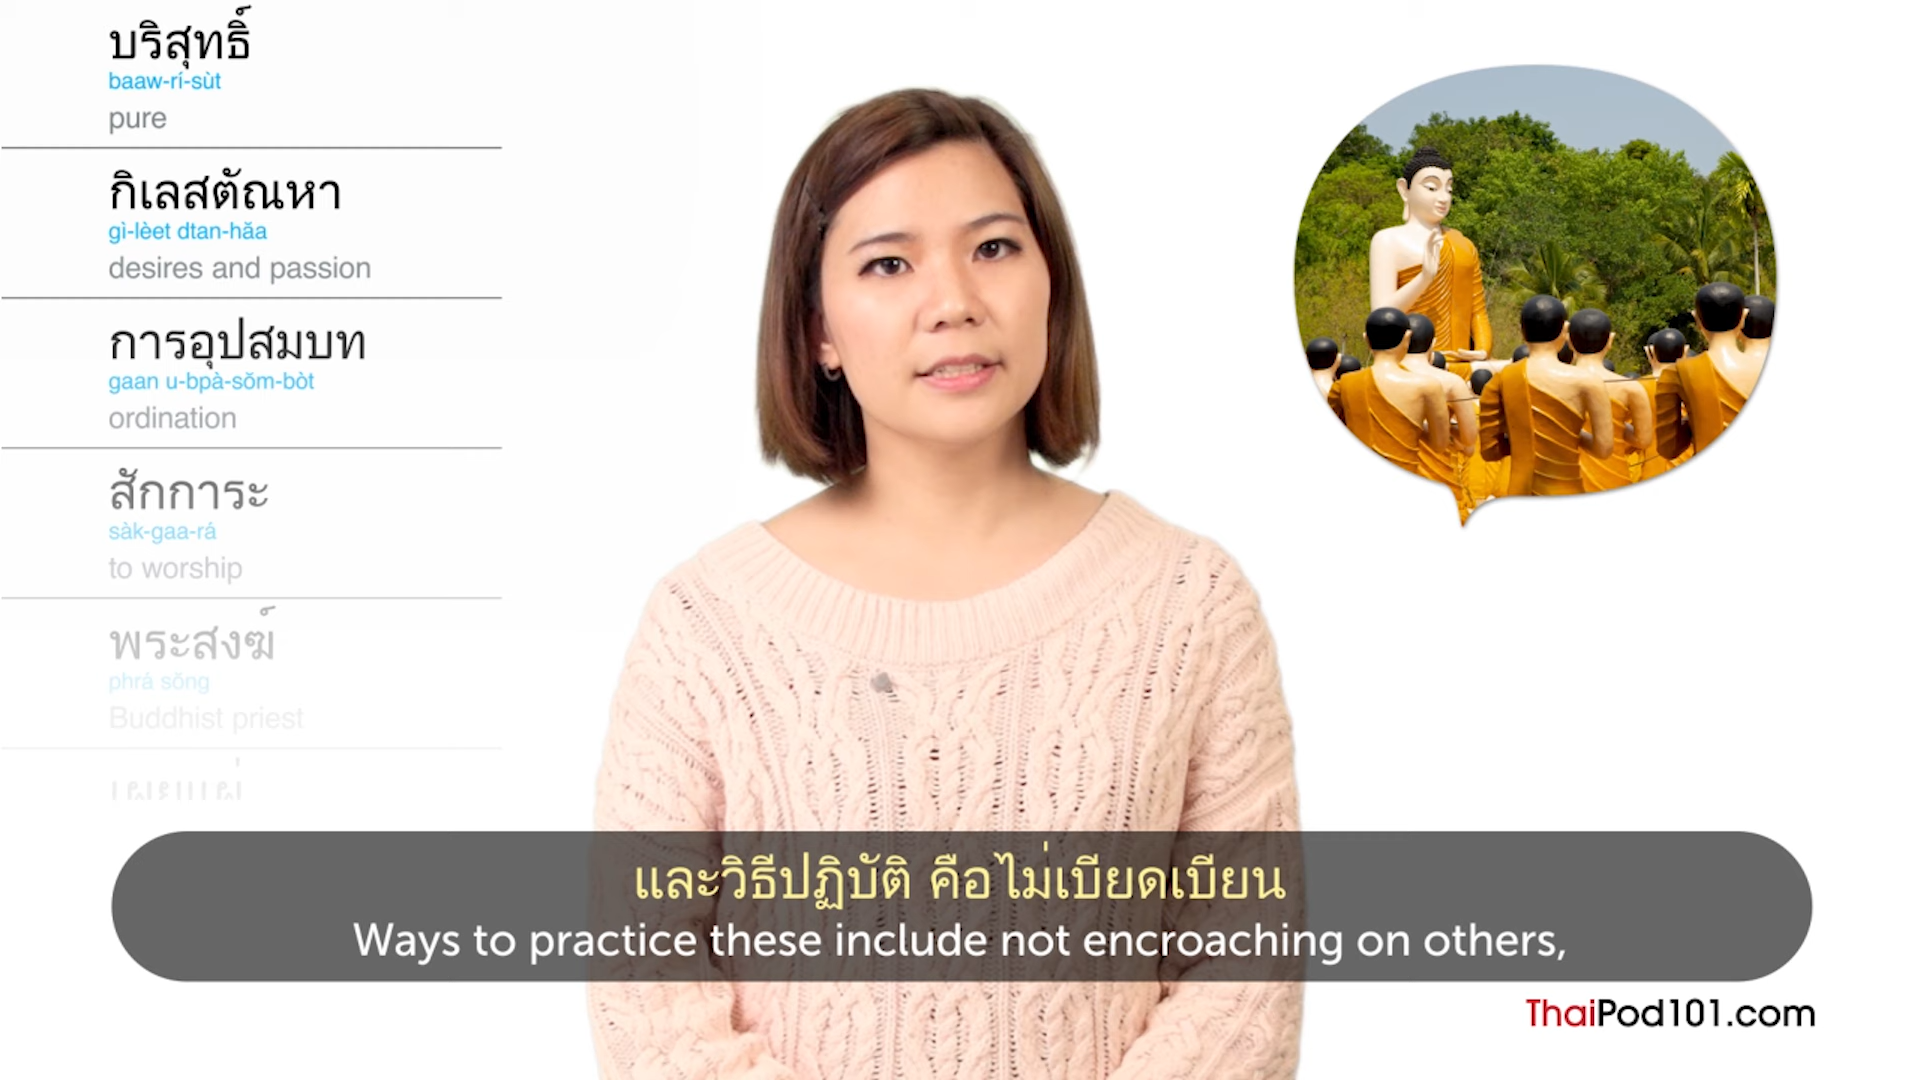 บริสุทธิ์
baaw-rí-sùt
pure
กิเลสตัณหา
gì-lèet dtan-hăa
desires and passion
การอุปสมบท
gaan u-bpà-sŏm-bòt
ordination
สักการะ
sàk-gaa-rá
to worship
พระสงฆ์
phrá sŏng
Buddhist priest
และวิธีปฏิบัติ คือไม่เบียดเบียน
Ways to practice these include not encroaching on others,
ThaiPod101.com